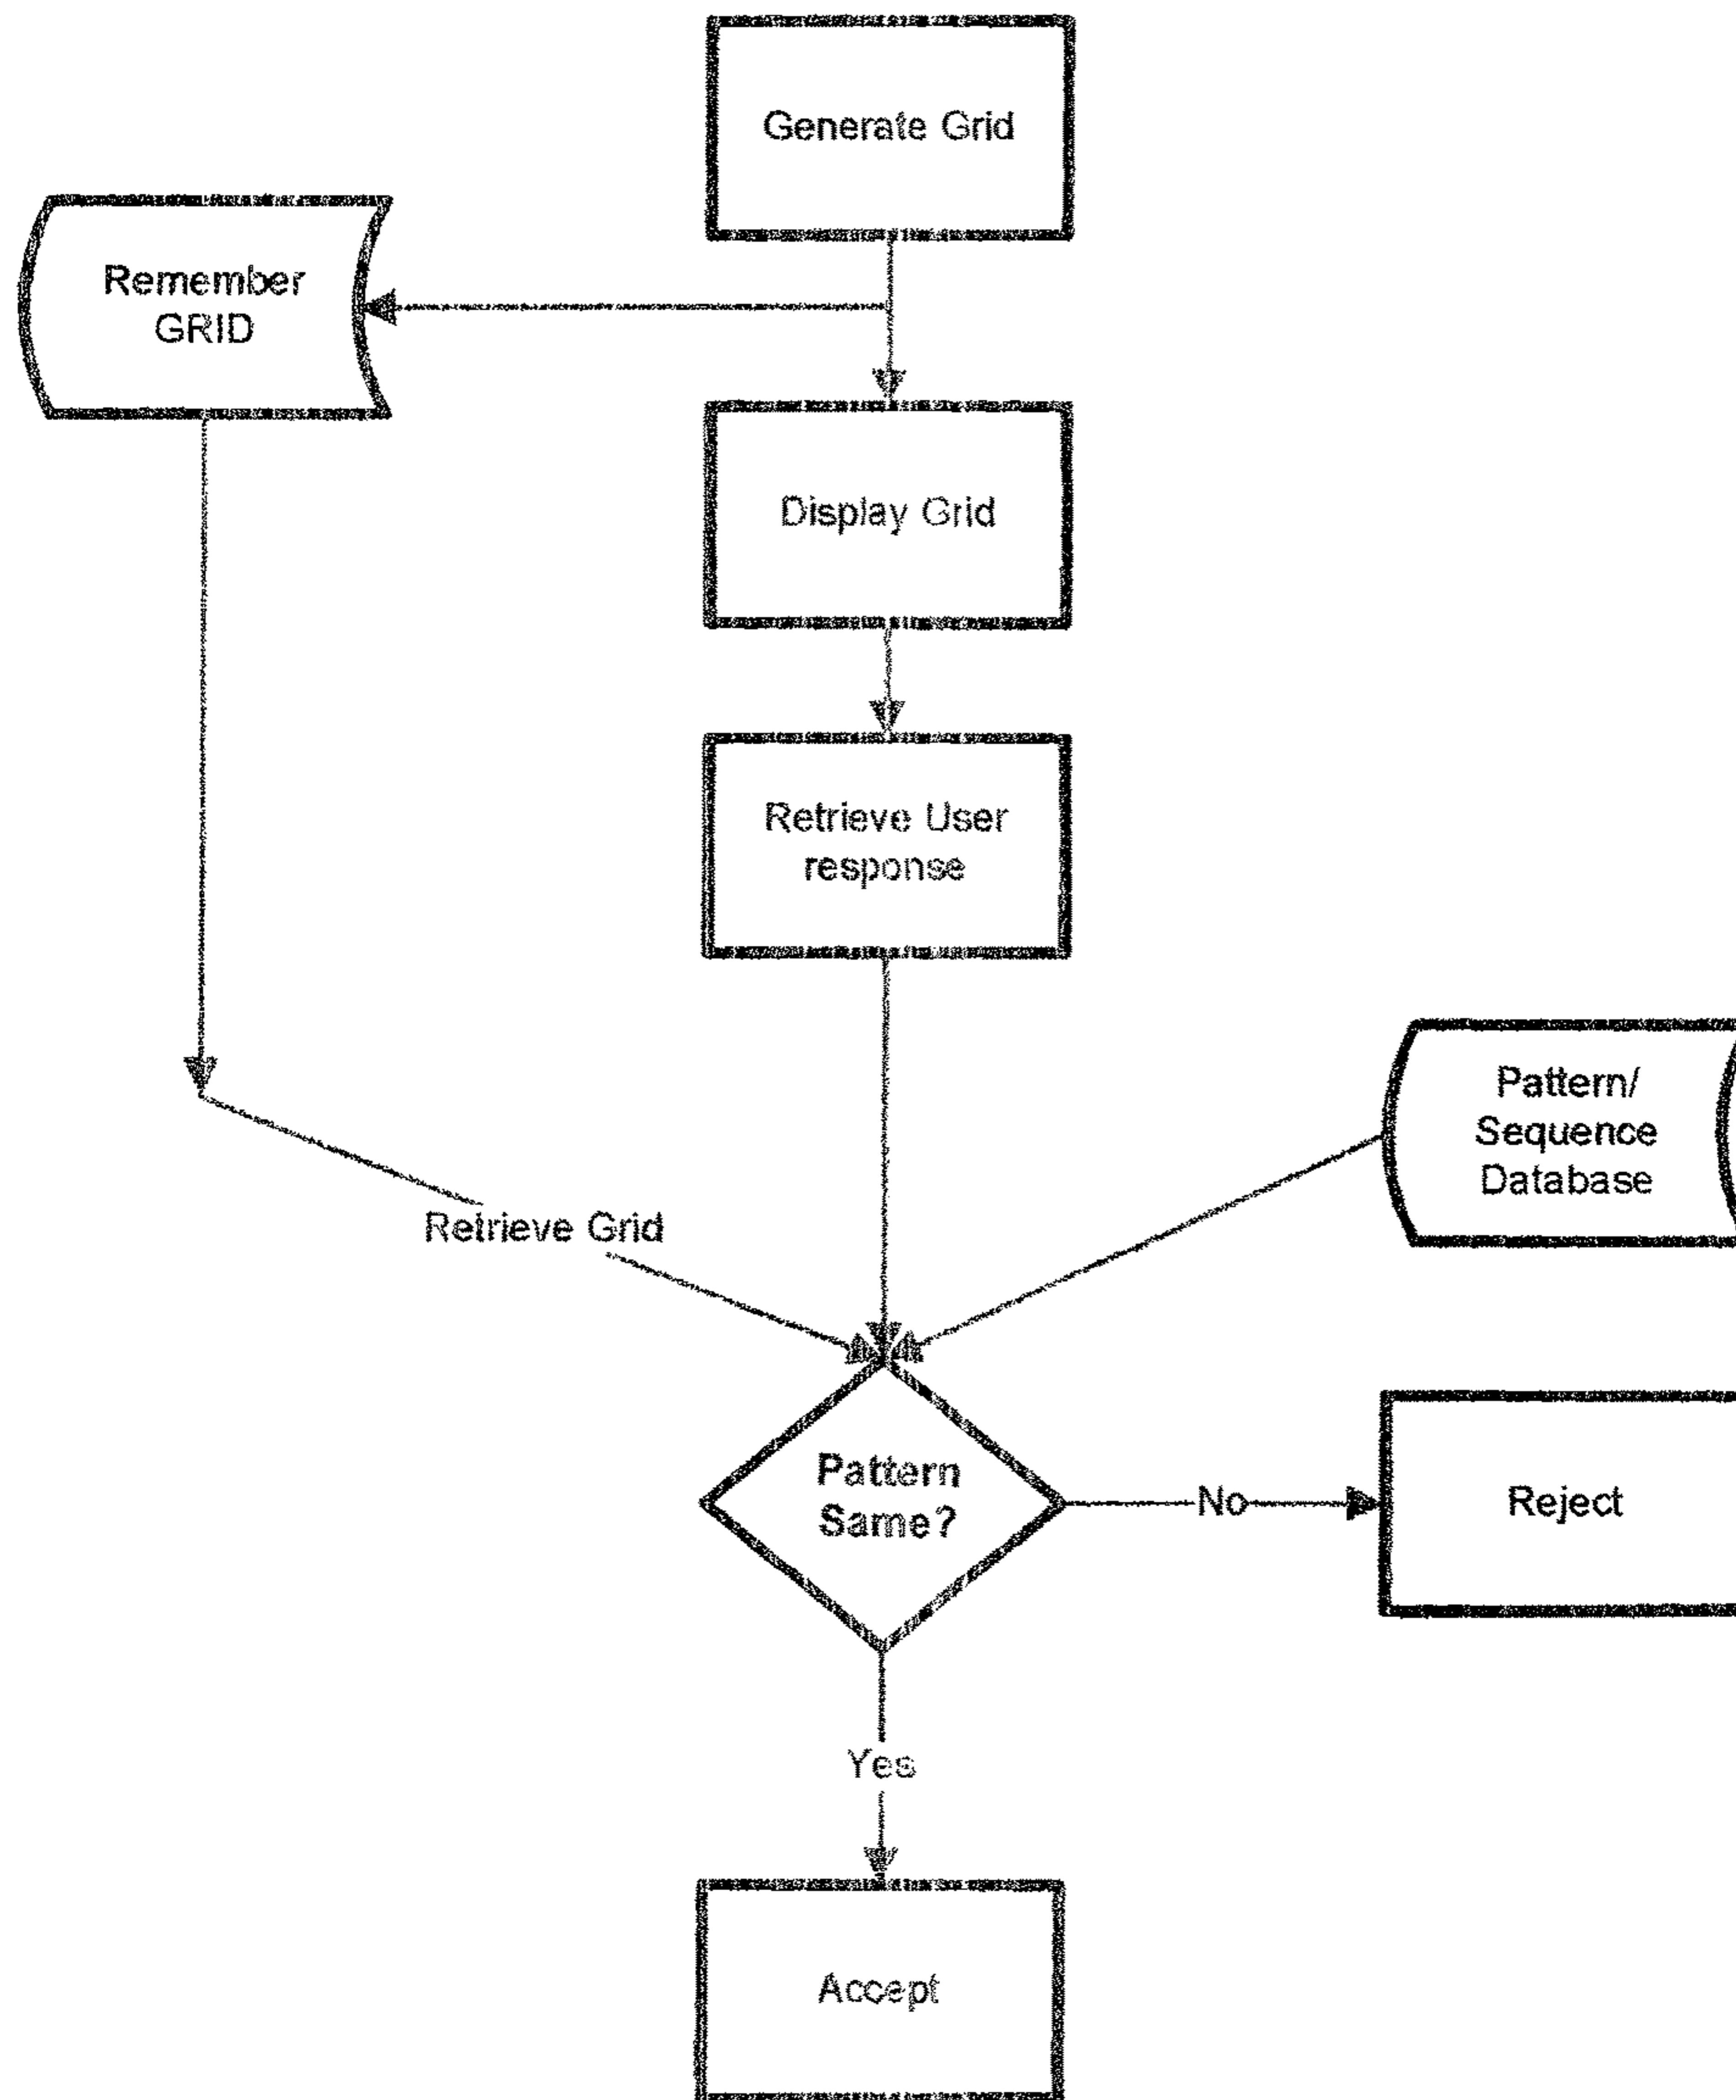 Generate Grid
Remember
GRID
Display Grid
Retrieve User
response
Pattern/
Sequence
Database
Retrieve Grid
Pattern
Same?
No
Reject
Yes
Accept